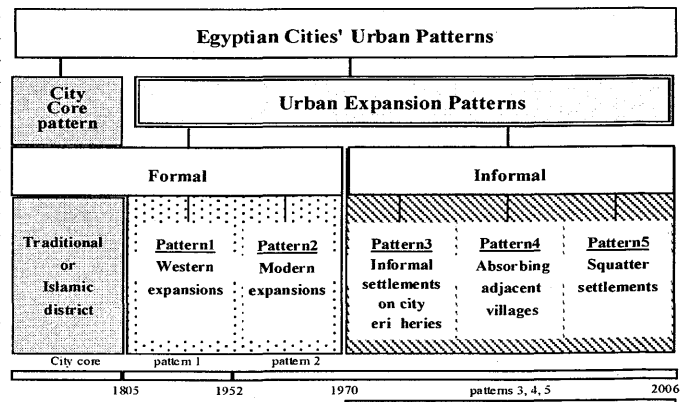 Egyptian Cities' Urban Patterns
City
Core
pattern
Urban Expansion Patterns
Formal
Informal
Traditional
or
Islamic
district
Pattern1
Western
expansions
Pattern2
Modern
expansions
Pattern3
Informal
settlements
on city
eri heries
Pattern4
Absorbing
adjacent
villages
Pattern5
Squatter
settlements
City core
pattern 1
pattern 2
1805
1952
1970
patterns 3, 4, 5
2006